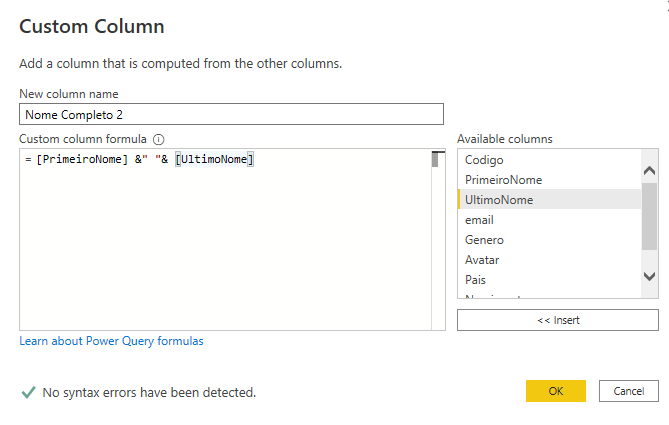 Custom Column
Add a column that is computed from the other columns.
New column name
Nome Completo 2
Custom column formula
Available columns
= [PrimeiroNome] &" "& [UltimoNome]
Codigo
PrimeiroNome
UltimoNome
email
Genero
Avatar
Pais
<< Insert
Learn about Power Query formulas
No syntax errors have been detected.
OK
Cancel